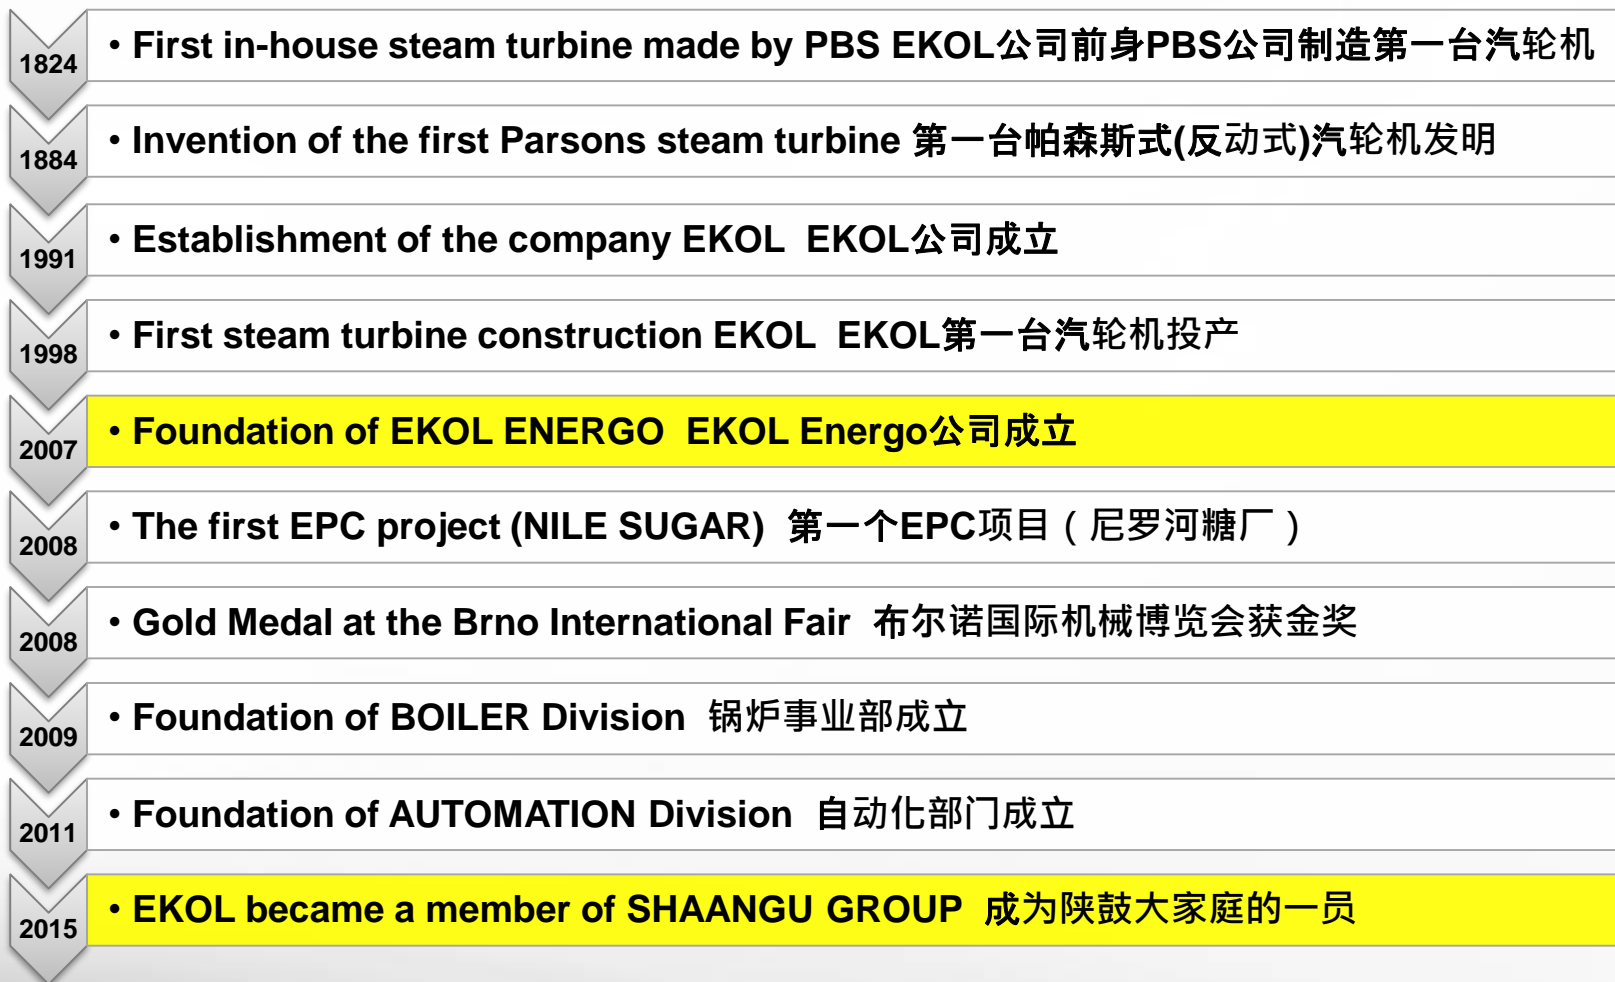 1824
• First in-house steam turbine made by PBS EKOL公司前身PBS公司制造第一台汽轮机
1884
• Invention of the first Parsons steam turbine 第一台帕森斯式(反动式)汽轮机发明
1991
• Establishment of the company EKOL EKOL公司成立
1998
• First steam turbine construction EKOL EKOL第一台汽轮机投产
2007
• Foundation of EKOL ENERGO EKOL Energo公司成立
2008
• The first EPC project (NILE SUGAR) 第一个EPC项目（尼罗河糖厂）
2008
• Gold Medal at the Brno International Fair 布尔诺国际机械博览会获金奖
2009
• Foundation of BOILER Division 锅炉事业部成立
2011
• Foundation of AUTOMATION Division 自动化部门成立
2015
• EKOL became a member of SHAANGU GROUP 成为陕鼓大家庭的一员